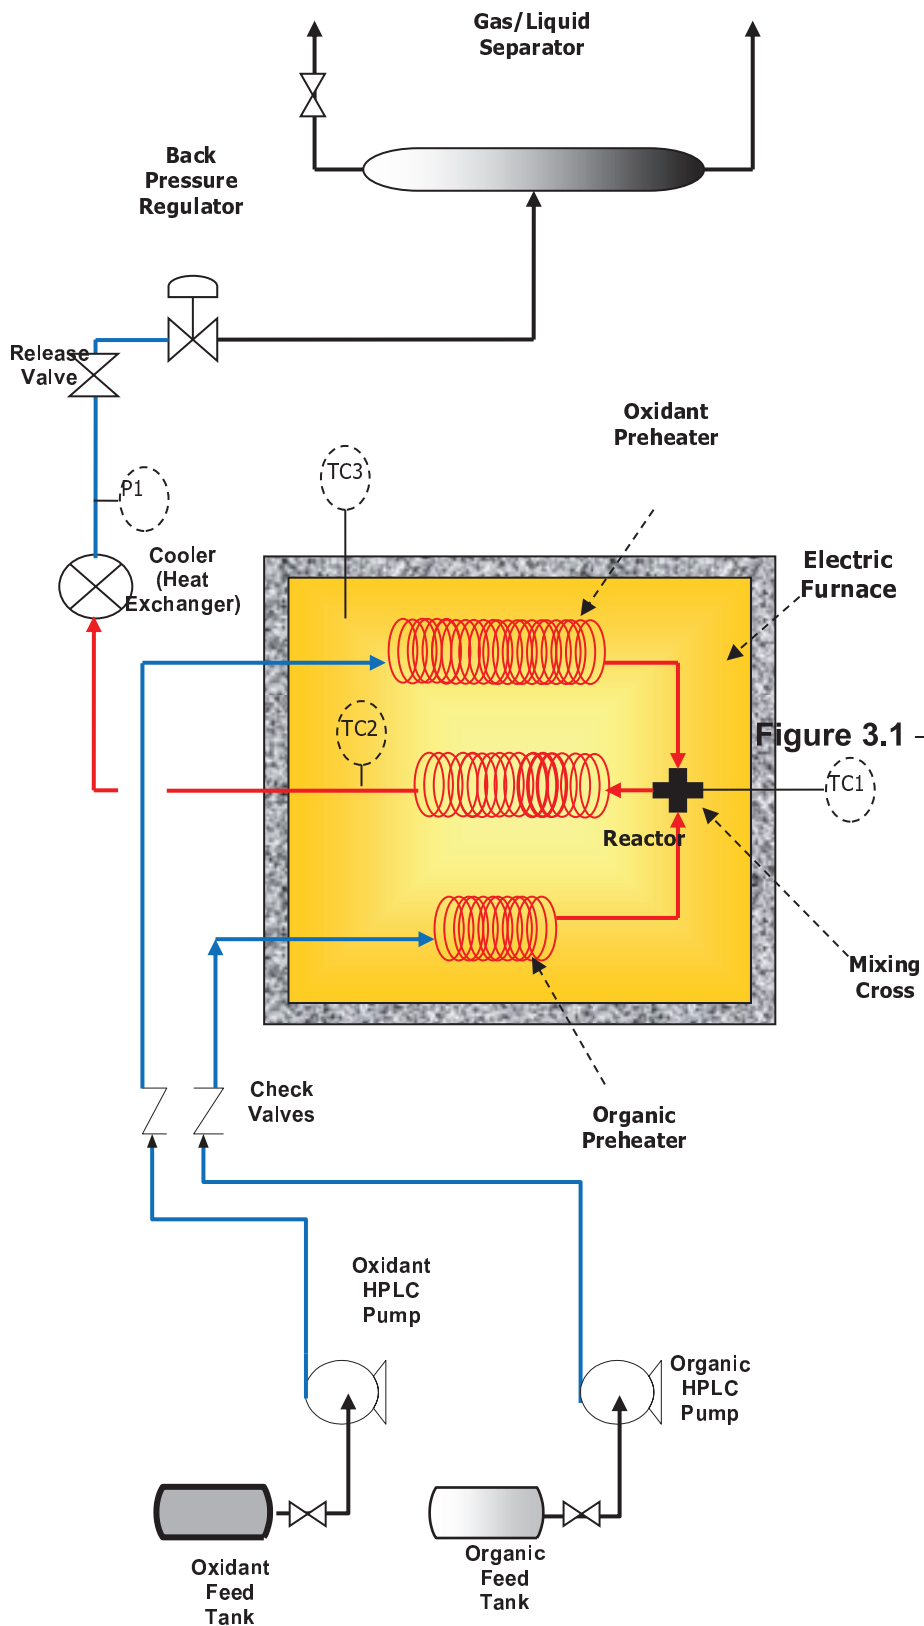 Gas/Liquid
Separator
Back
Pressure
Regulator
Release
Valve
Oxidant
Preheater
TC3
P1
Cooler
(Heat
Exchanger)
Electric
Furnace
TC2
Figure 3.1 –
TC1
Reactor
Mixing
Cross
Check
Valves
Organic
Preheater
Oxidant
HPLC
Pump
Organic
HPLC
Pump
Oxidant
Feed
Tank
Organic
Feed
Tank